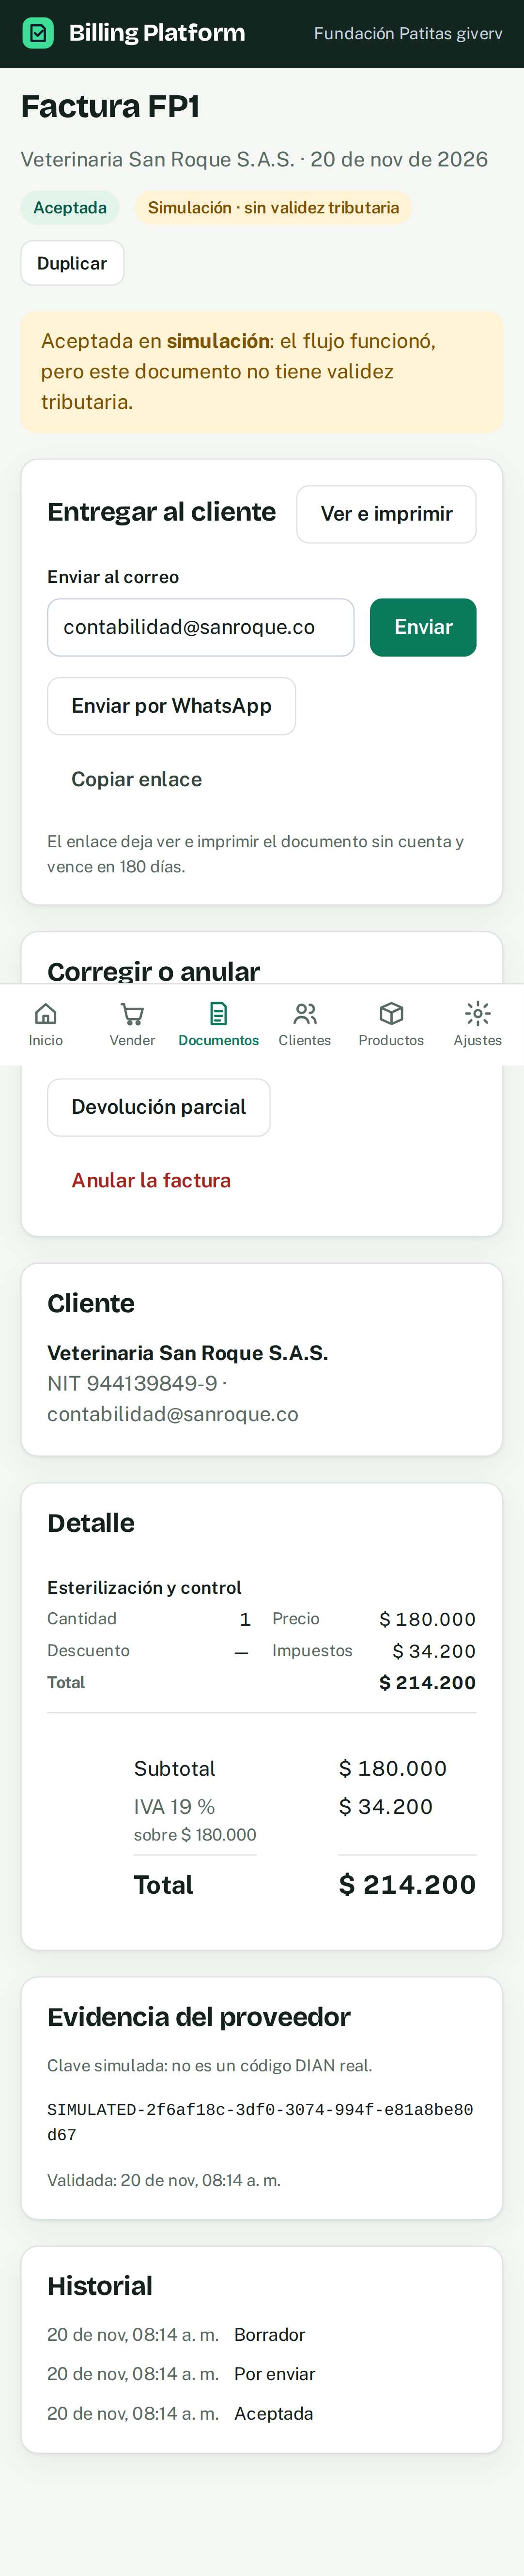 Billing Platform
Fundación Patitas giverv
Factura FP1
Veterinaria San Roque S.A.S. · 20 de nov de 2026
Aceptada
Simulación · sin validez tributaria
Duplicar
Aceptada en simulación: el flujo funcionó,
pero este documento no tiene validez
tributaria.
Entregar al cliente
Ver e imprimir
Enviar al correo
contabilidad@sanroque.co
Enviar
Enviar por WhatsApp
Copiar enlace
El enlace deja ver e imprimir el documento sin cuenta y
vence en 180 días.
Corregir o anular
Inicio
Vender
Documentos
Clientes
Productos
Ajustes
Devolución parcial
Anular la factura
Cliente
Veterinaria San Roque S.A.S.
NIT 944139849-9 ·
contabilidad@sanroque.co
Detalle
Esterilización y control
Cantidad 1 Precio $ 180.000
Descuento — Impuestos $ 34.200
Total $ 214.200
Subtotal $ 180.000
IVA 19 % $ 34.200
sobre $ 180.000
Total $ 214.200
Evidencia del proveedor
Clave simulada: no es un código DIAN real.
SIMULATED-2f6af18c-3df0-3074-994f-e81a8be80
d67
Validada: 20 de nov, 08:14 a. m.
Historial
20 de nov, 08:14 a. m. Borrador
20 de nov, 08:14 a. m. Por enviar
20 de nov, 08:14 a. m. Aceptada